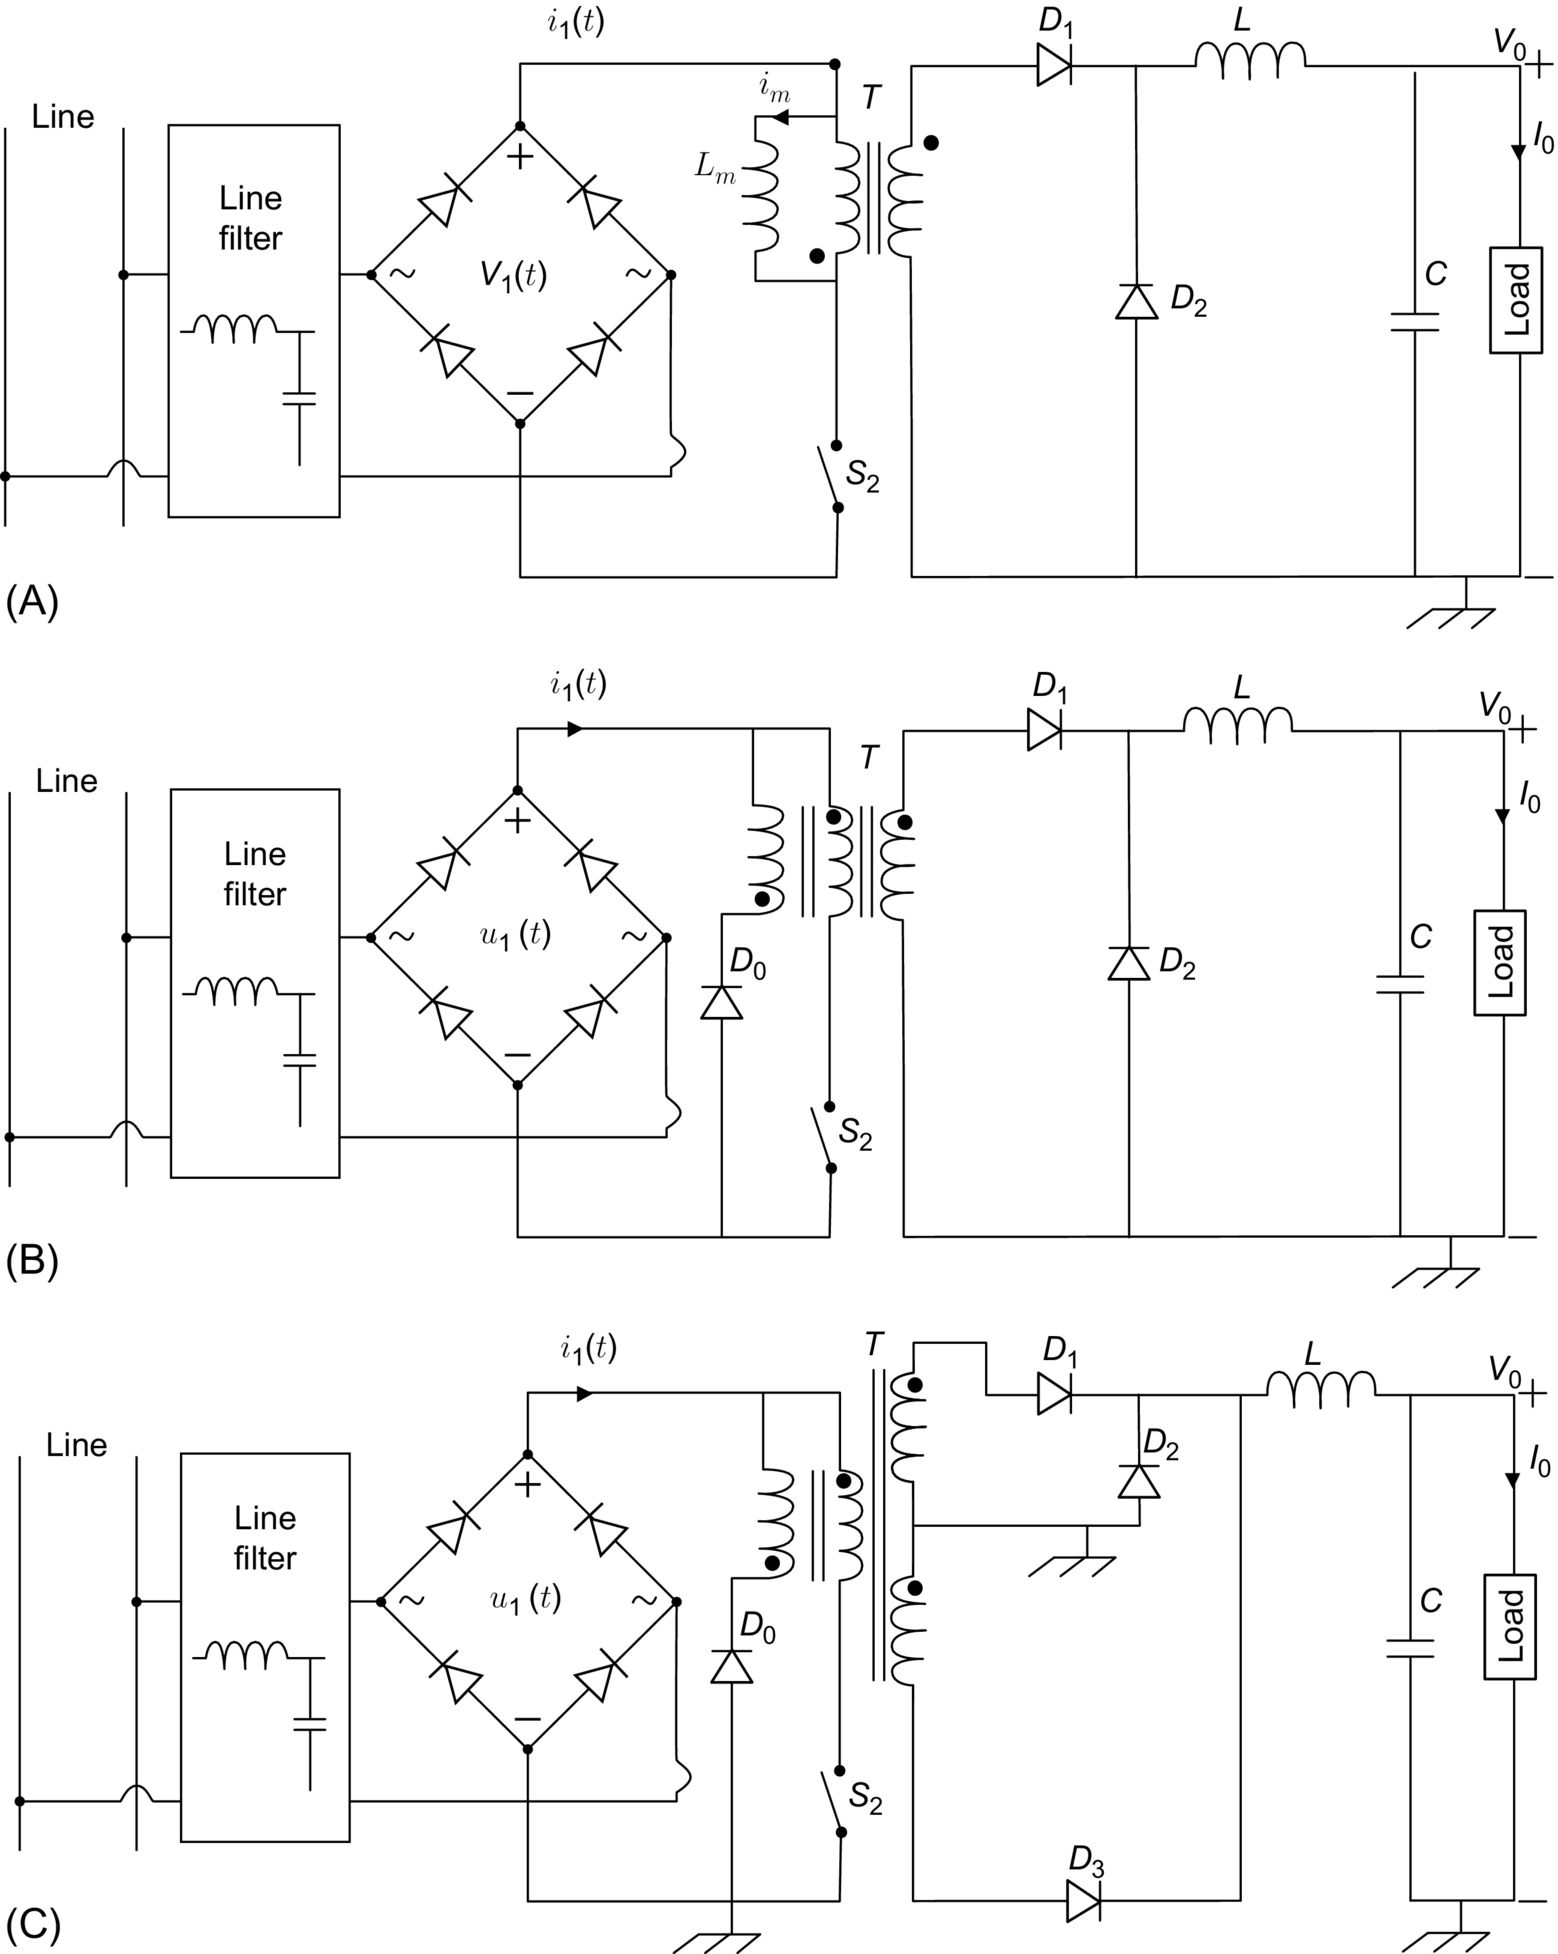 i₁(t)
D₁
L
V₀ +
iₘ
T
Line
I₀
+
Line
filter
Lₘ
∼ V₁(t) ∼
D₂
C
Load
−
S₂
−
(A)
i₁(t)
D₁
L
V₀ +
T
Line
I₀
+
Line
filter
∼ u₁ (t) ∼
D₀
D₂
C
Load
−
S₂
−
(B)
i₁(t)
T
D₁
L
V₀ +
Line
D₂
I₀
+
Line
filter
∼ u₁ (t) ∼
D₀
C
Load
−
S₂
D₃
−
(C)